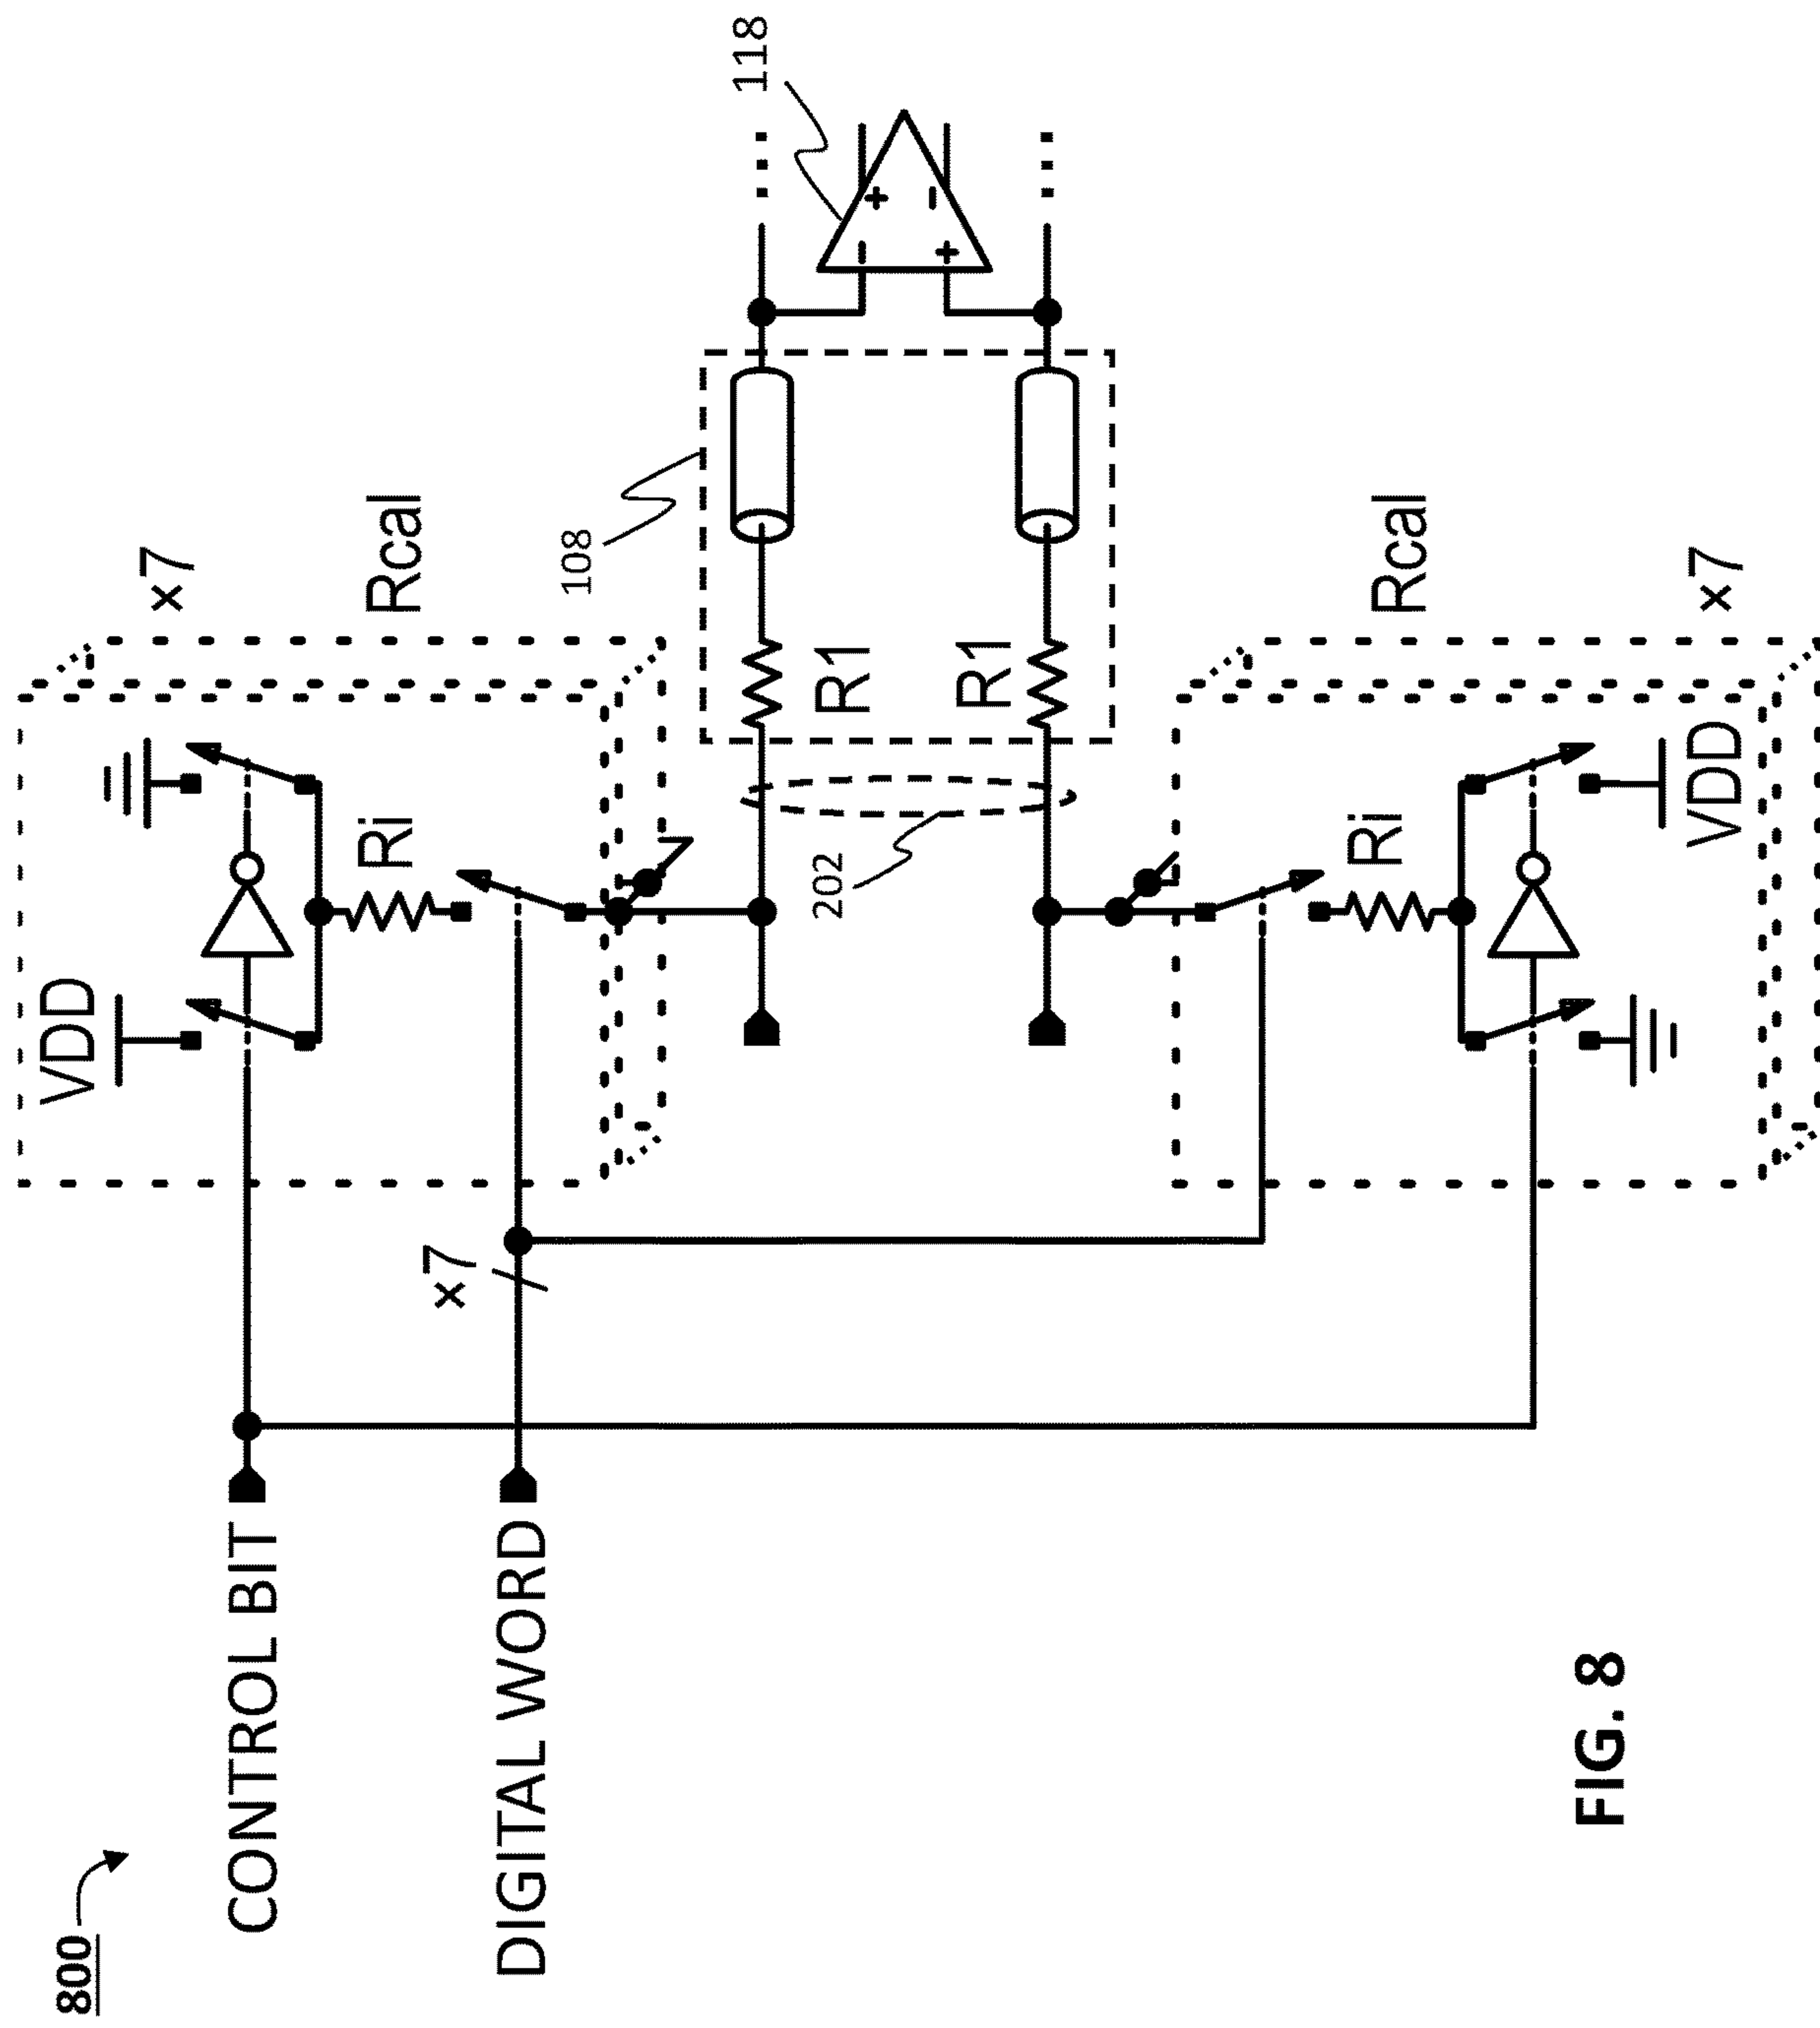 800
×7
VDD
Rcal
Ri
CONTROL BIT
×7
DIGITAL WORD
108
118
+
−
−
+
R1
R1
202
Ri
Rcal
VDD
×7
FIG. 8